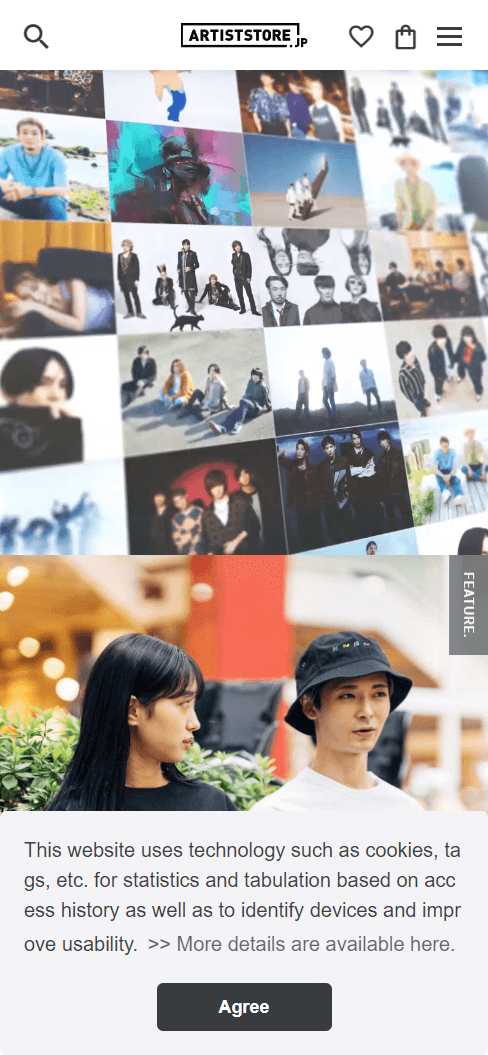 ARTISTSTORE.JP
FEATURE.
This website uses technology such as cookies, ta
gs, etc. for statistics and tabulation based on acc
ess history as well as to identify devices and impr
ove usability. >> More details are available here.
Agree